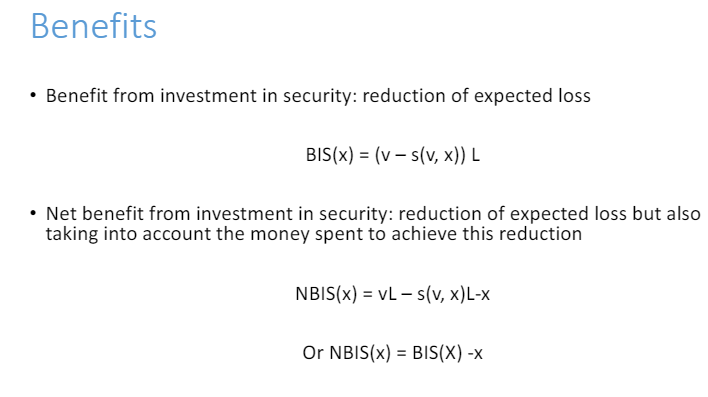 Benefits
• Benefit from investment in security: reduction of expected loss
BIS(x) = (v – s(v, x)) L
• Net benefit from investment in security: reduction of expected loss but also
taking into account the money spent to achieve this reduction
NBIS(x) = vL – s(v, x)L-x
Or NBIS(x) = BIS(X) -x